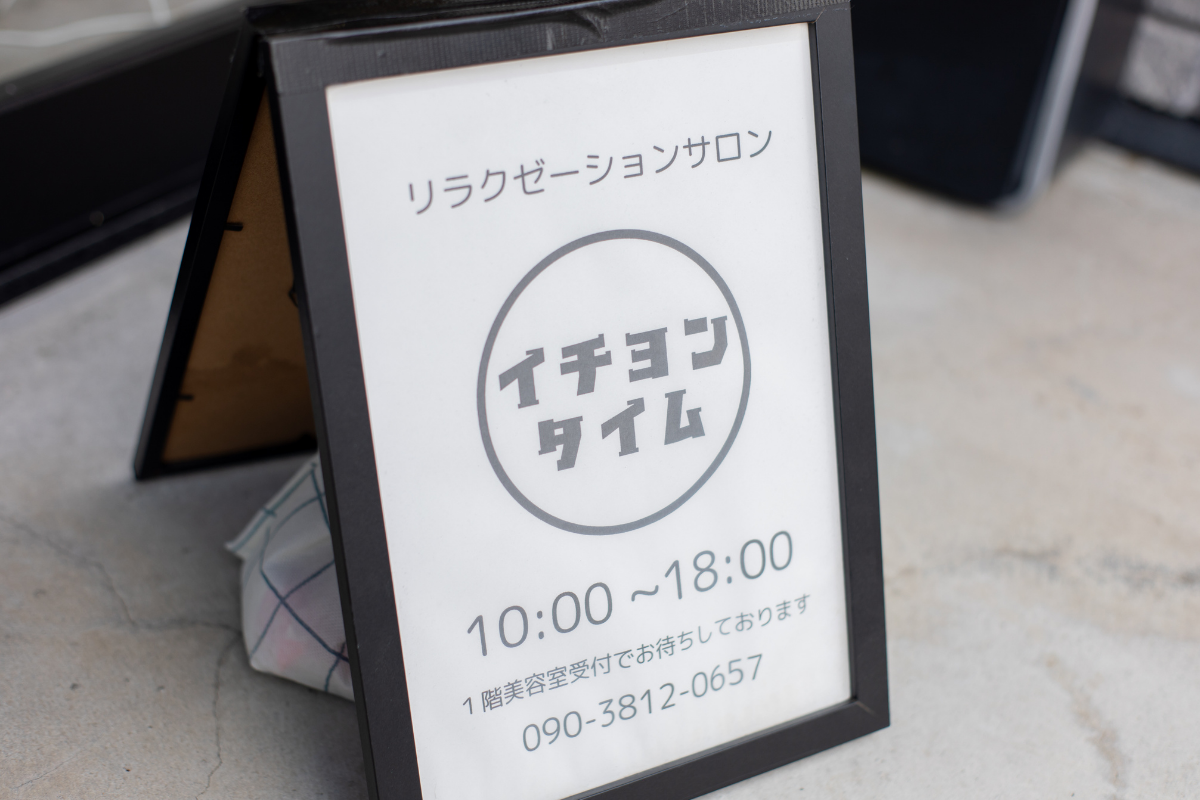 リラクゼーションサロン
イチヨン
タイム
10:00 ~18:00
1階美容室受付でお待ちしております
090-3812-0657